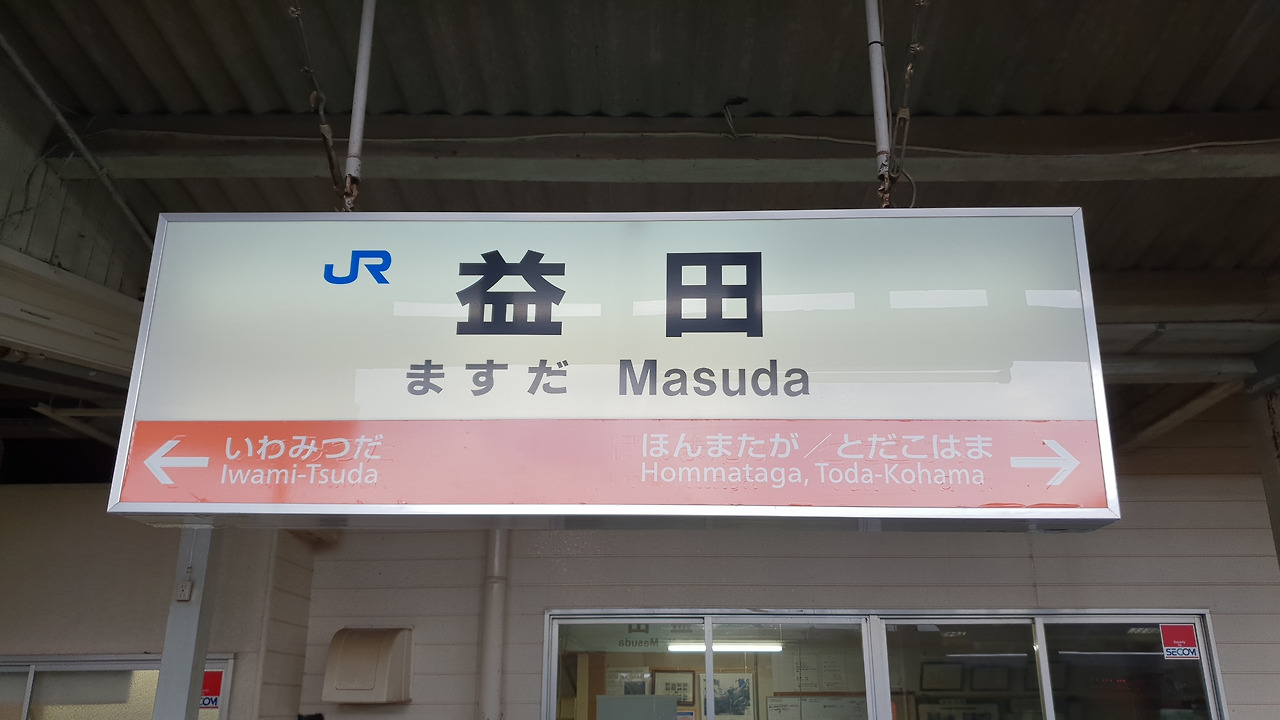 JR 益田
ますだ Masuda
← いわみつだ ほんまたが／とだこはま →
Iwami-Tsuda Hommataga, Toda-Kohama
SECOM
SECOM